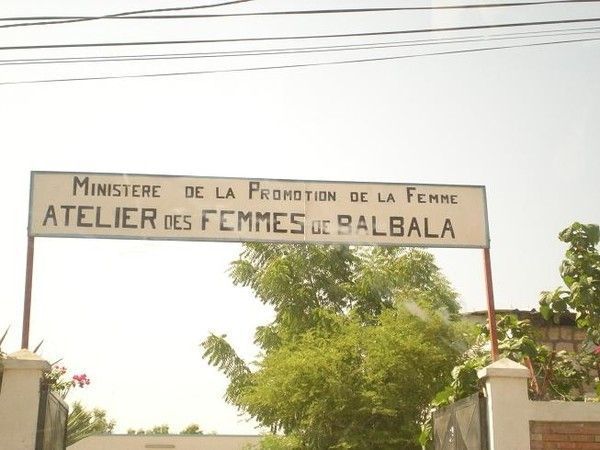 MINISTERE DE LA PROMOTION DE LA FEMME
ATELIER DES FEMMES DE BALBALA